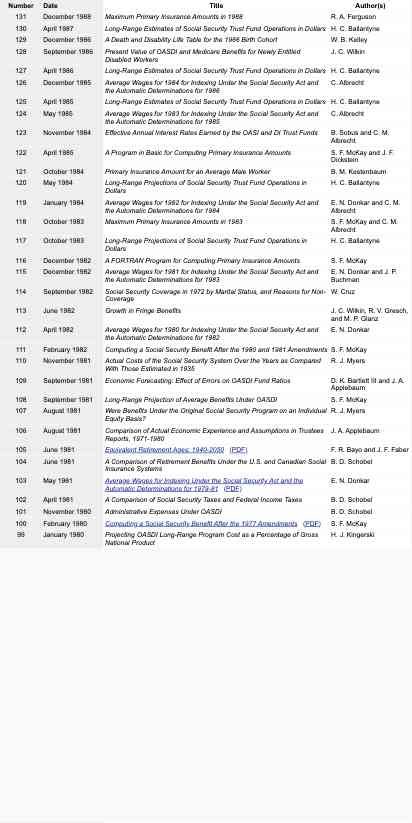 Number Date Title Author(s)
131 December 1988 Maximum Primary Insurance Amounts in 1988 R. A. Ferguson
130 April 1987 Long-Range Estimates of Social Security Trust Fund Operations in Dollars H. C. Ballantyne
129 December 1986 A Death and Disability Life Table for the 1966 Birth Cohort W. B. Kelley
128 September 1986 Present Value of OASDI and Medicare Benefits for Newly Entitled J. C. Wilkin
Disabled Workers
127 April 1986 Long-Range Estimates of Social Security Trust Fund Operations in Dollars H. C. Ballantyne
126 December 1985 Average Wages for 1984 for Indexing Under the Social Security Act and C. Albrecht
the Automatic Determinations for 1986
125 April 1985 Long-Range Estimates of Social Security Trust Fund Operations in Dollars H. C. Ballantyne
124 May 1985 Average Wages for 1983 for Indexing Under the Social Security Act and C. Albrecht
the Automatic Determinations for 1985
123 November 1984 Effective Annual Interest Rates Earned by the OASI and DI Trust Funds B. Sobus and C. M.
Albrecht
122 April 1985 A Program in Basic for Computing Primary Insurance Amounts S. F. McKay and J. F.
Dickstein
121 October 1984 Primary Insurance Amount for an Average Male Worker B. M. Kestenbaum
120 May 1984 Long-Range Projections of Social Security Trust Fund Operations in H. C. Ballantyne
Dollars
119 January 1984 Average Wages for 1982 for Indexing Under the Social Security Act and E. N. Donkar and C. M.
the Automatic Determinations for 1984 Albrecht
118 October 1983 Maximum Primary Insurance Amounts in 1983 S. F. McKay and C. M.
Albrecht
117 October 1983 Long-Range Projections of Social Security Trust Fund Operations in H. C. Ballantyne
Dollars
116 December 1982 A FORTRAN Program for Computing Primary Insurance Amounts S. F. McKay
115 December 1982 Average Wages for 1981 for Indexing Under the Social Security Act and E. N. Donkar and J. P.
the Automatic Determinations for 1983 Buchman
114 September 1982 Social Security Coverage in 1972 by Marital Status, and Reasons for Non- W. Cruz
Coverage
113 June 1982 Growth in Fringe Benefits J. C. Wilkin, R. V. Gresch,
and M. P. Glanz
112 April 1982 Average Wages for 1980 for Indexing Under the Social Security Act and E. N. Donkar
the Automatic Determinations for 1982
111 February 1982 Computing a Social Security Benefit After the 1980 and 1981 Amendments S. F. McKay
110 November 1981 Actual Costs of the Social Security System Over the Years as Compared R. J. Myers
With Those Estimated in 1935
109 September 1981 Economic Forecasting: Effect of Errors on OASDI Fund Ratios D. K. Bartlett III and J. A.
Applebaum
108 September 1981 Long-Range Projection of Average Benefits Under OASDI S. F. McKay
107 August 1981 Were Benefits Under the Original Social Security Program on an Individual R. J. Myers
Equity Basis?
106 August 1981 Comparison of Actual Economic Experience and Assumptions in Trustees J. A. Applebaum
Reports, 1971-1980
105 June 1981 Equivalent Retirement Ages: 1940-2050 (PDF) F. R. Bayo and J. F. Faber
104 June 1981 A Comparison of Retirement Benefits Under the U.S. and Canadian Social B. D. Schobel
Insurance Systems
103 May 1981 Average Wages for Indexing Under the Social Security Act and the E. N. Donkar
Automatic Determinations for 1979-81 (PDF)
102 April 1981 A Comparison of Social Security Taxes and Federal Income Taxes B. D. Schobel
101 November 1980 Administrative Expenses Under OASDI B. D. Schobel
100 February 1980 Computing a Social Security Benefit After the 1977 Amendments (PDF) S. F. McKay
99 January 1980 Projecting OASDI Long-Range Program Cost as a Percentage of Gross H. J. Kingerski
National Product